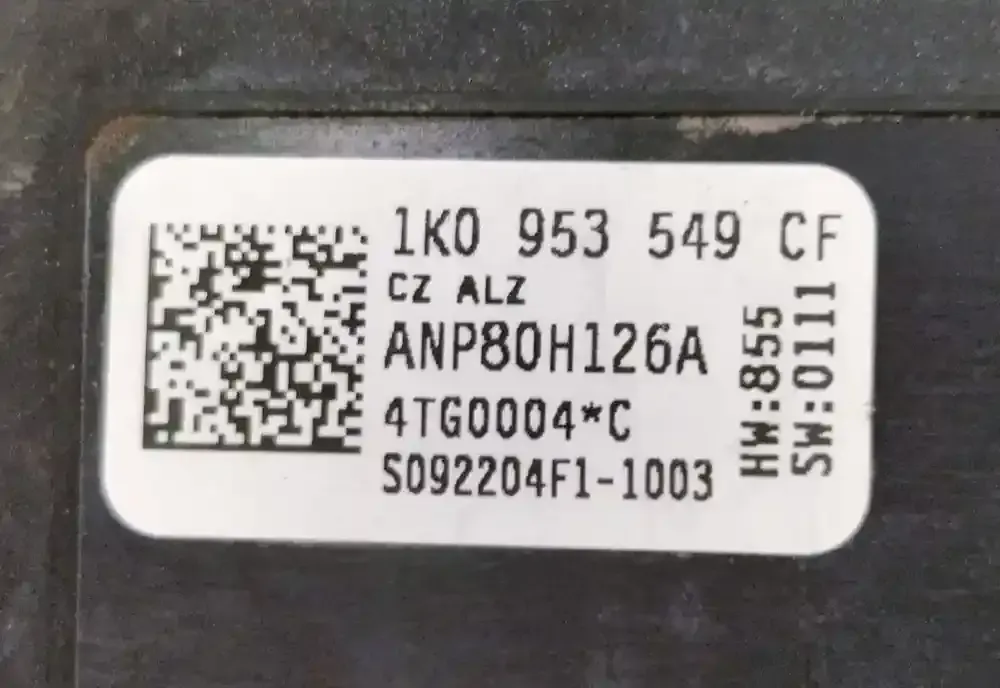 1K0 953 549 CF
CZ ALZ
ANP80H126A
4TG0004*C
S092204F1-1003
HW:855
SW:0111